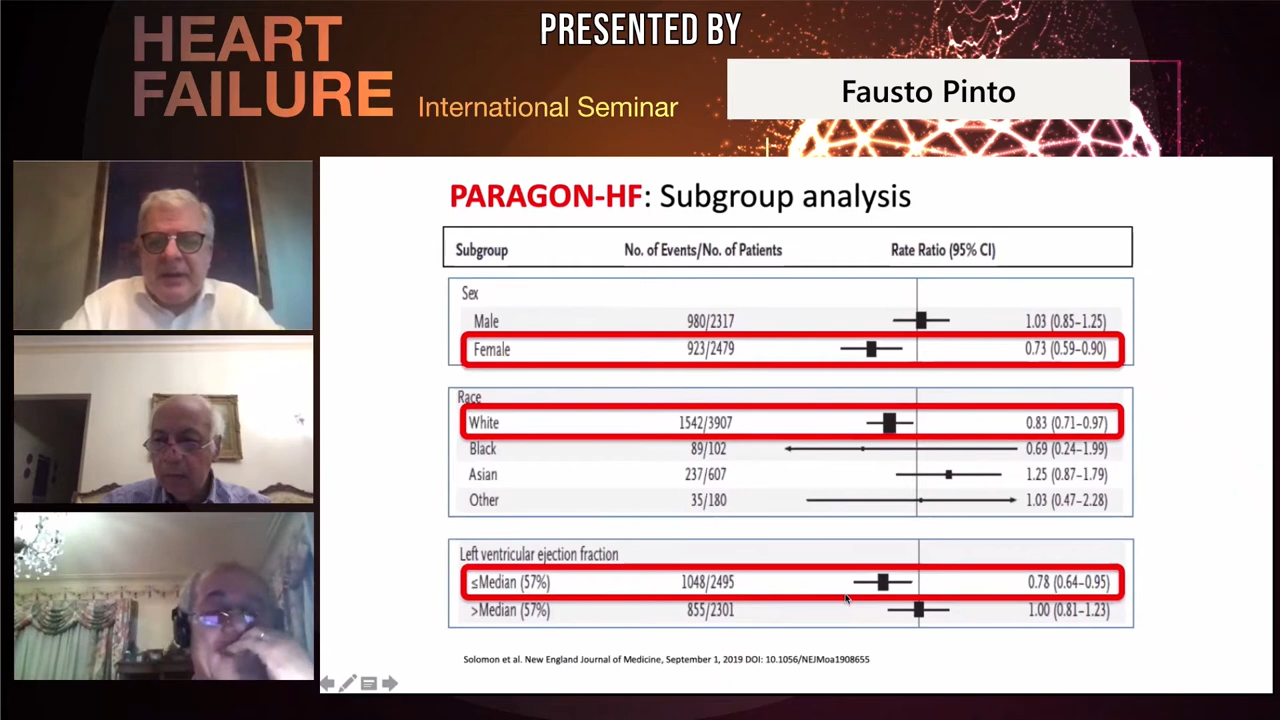 HEART
FAILURE International Seminar
PRESENTED BY
Fausto Pinto
PARAGON-HF: Subgroup analysis
Subgroup No. of Events/No. of Patients Rate Ratio (95% CI)
Sex
Male 980/2317 1.03 (0.85–1.25)
Female 923/2479 0.73 (0.59–0.90)
Race
White 1542/3907 0.83 (0.71–0.97)
Black 89/102 0.69 (0.24–1.99)
Asian 237/607 1.25 (0.87–1.79)
Other 35/180 1.03 (0.47–2.28)
Left ventricular ejection fraction
≤Median (57%) 1048/2495 0.78 (0.64–0.95)
>Median (57%) 855/2301 1.00 (0.81–1.23)
Solomon et al. New England Journal of Medicine, September 1, 2019 DOI: 10.1056/NEJMoa1908655